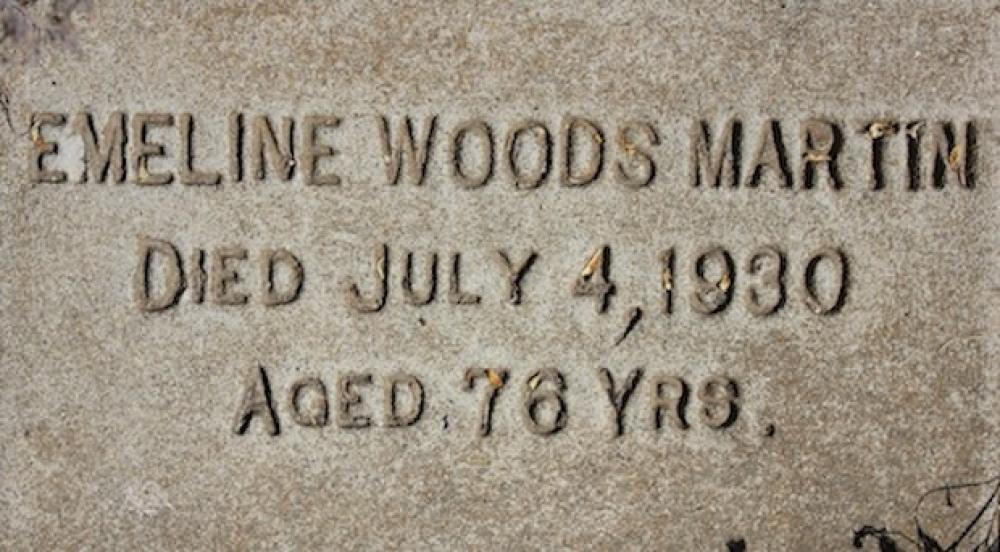 EMELINE WOODS MARTIN
DIED JULY 4, 1930
AGED 76 YRS.